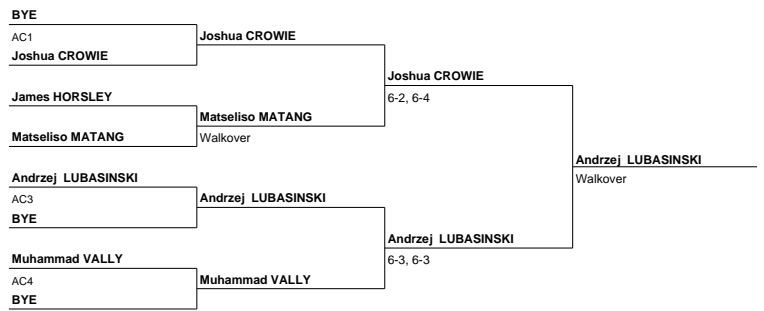 BYE
AC1
Joshua CROWIE
James HORSLEY
Matseliso MATANG
Andrzej LUBASINSKI
AC3
BYE
Muhammad VALLY
AC4
BYE
Joshua CROWIE
Matseliso MATANG
Walkover
Andrzej LUBASINSKI
Muhammad VALLY
Joshua CROWIE
6-2, 6-4
Andrzej LUBASINSKI
6-3, 6-3
Andrzej LUBASINSKI
Walkover